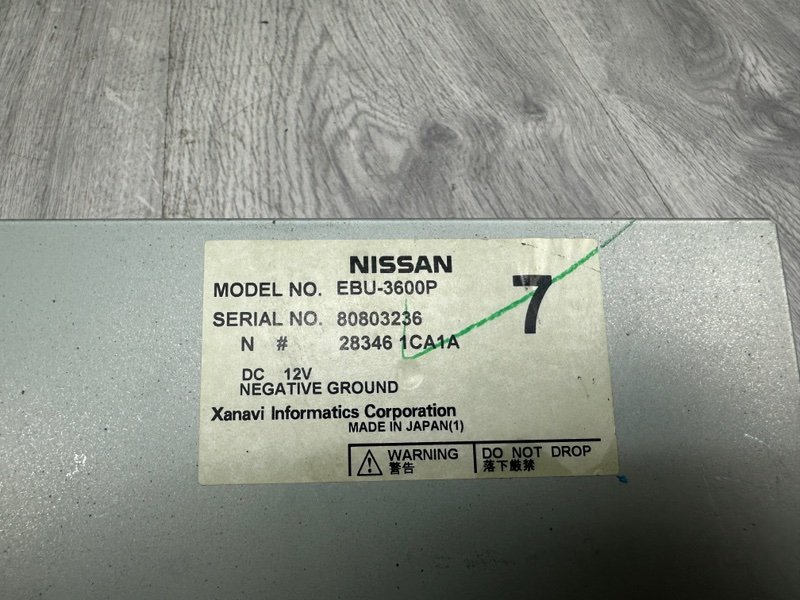 NISSAN
MODEL NO. EBU-3600P
7
SERIAL NO. 80803236
N # 28346 1CA1A
DC 12V
NEGATIVE GROUND
Xanavi Informatics Corporation
MADE IN JAPAN(1)
WARNING DO NOT DROP
警告 落下厳禁